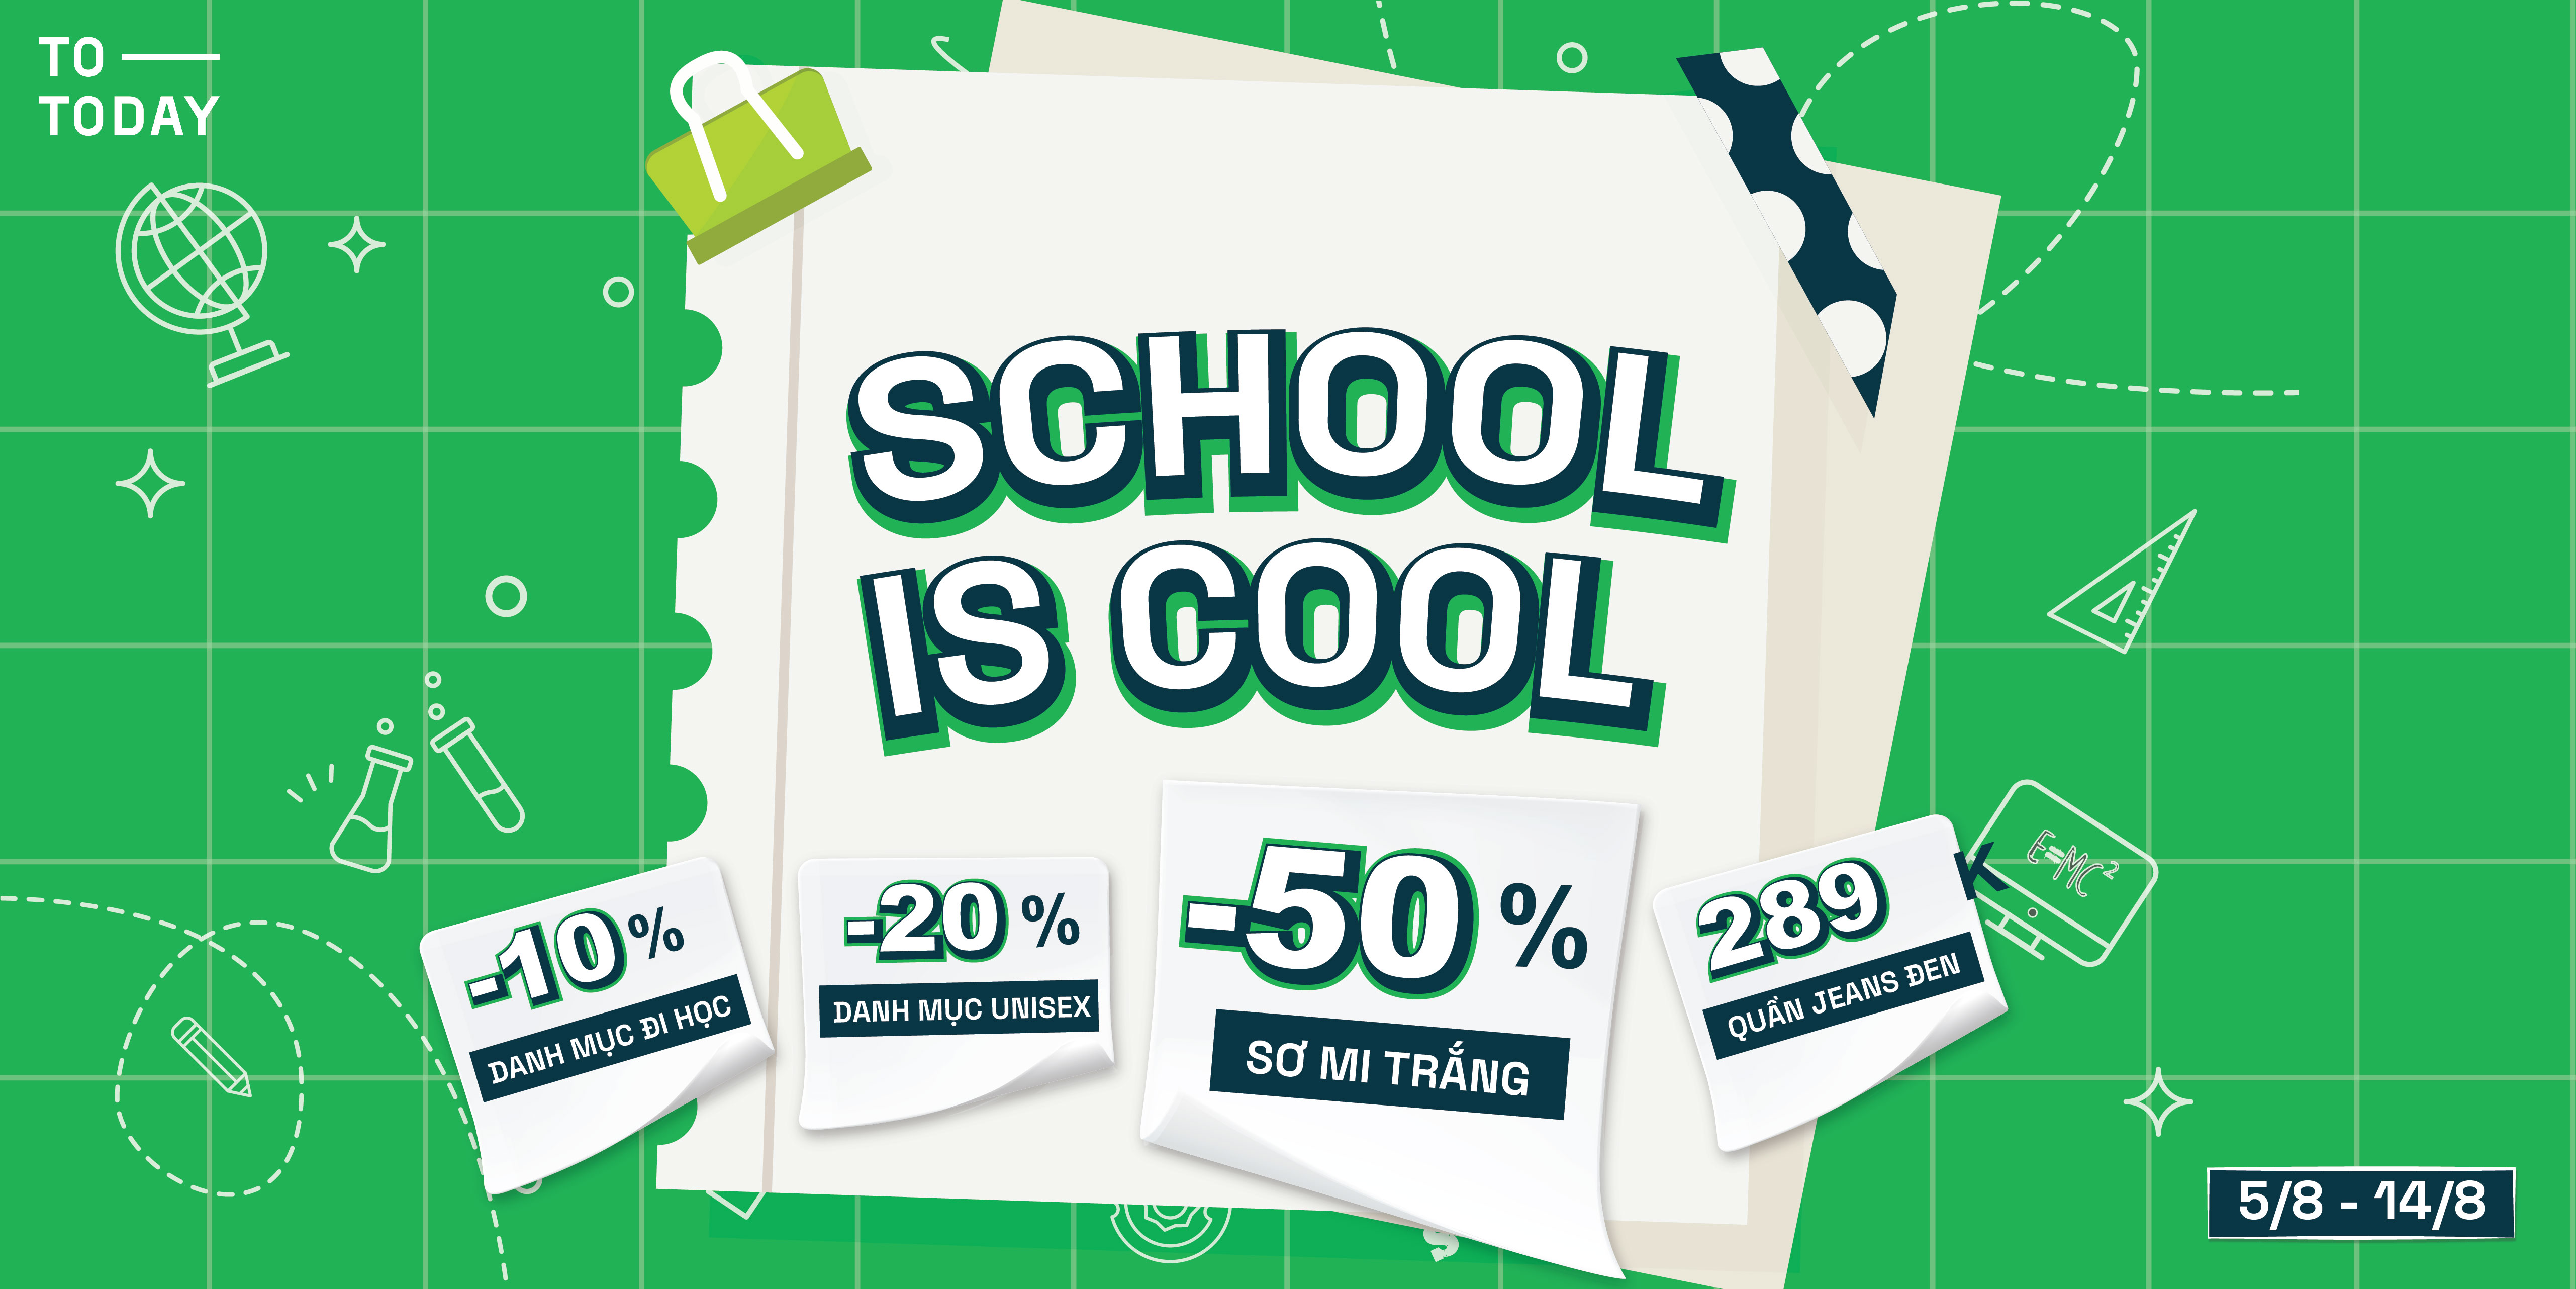 TO
TODAY
SCHOOL
IS COOL
-10 %
DANH MỤC ĐI HỌC
-20 %
DANH MỤC UNISEX
-50 %
SƠ MI TRẮNG
289 K
QUẦN JEANS ĐEN
E=MC²
$
5/8 - 14/8